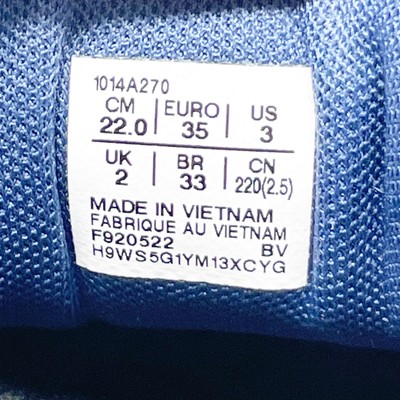 1014A270
CM | EURO | US
22.0 | 35 | 3
UK | BR | CN
2 | 33 | 220(2.5)
MADE IN VIETNAM
FABRIQUE AU VIETNAM
F920522 BV
H9WS5G1YM13XCYG